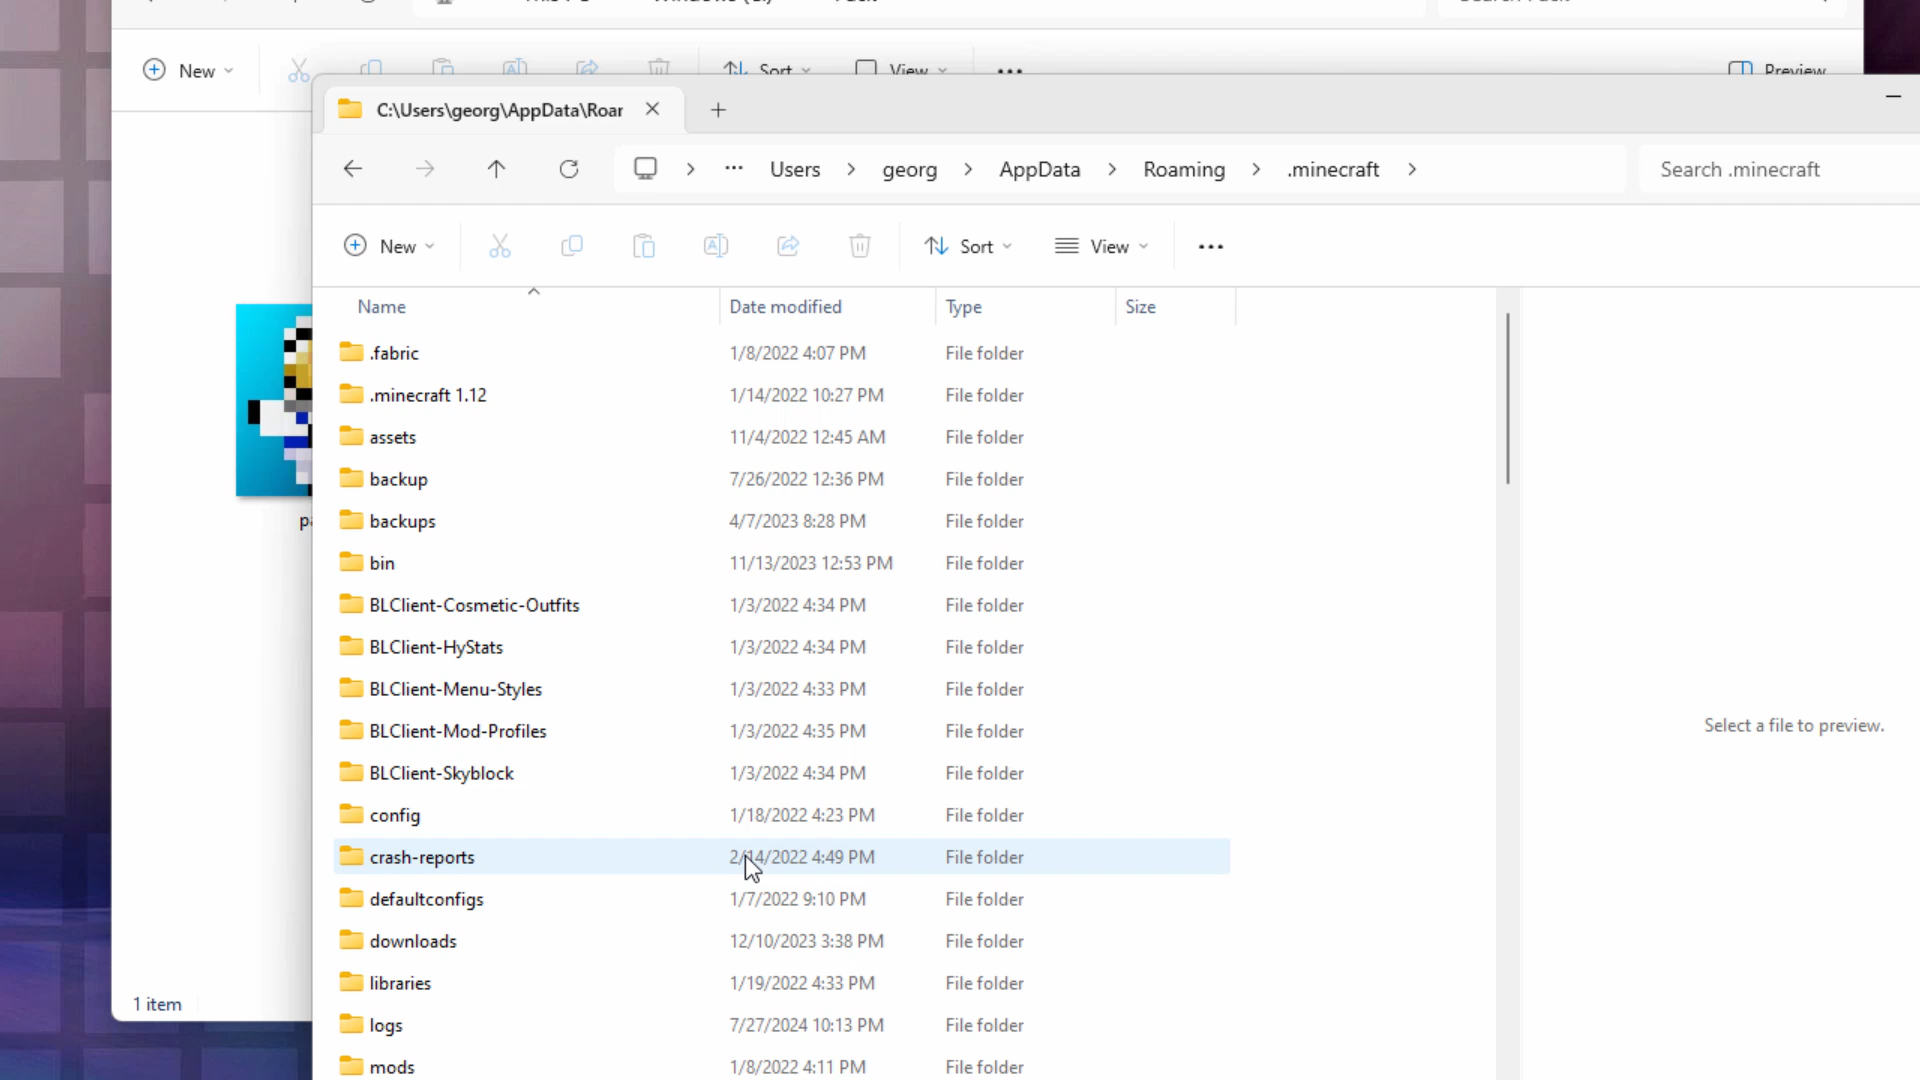 New
Sort
View
Preview
C:\Users\georg\AppData\Roar
Users
georg
AppData
Roaming
.minecraft
Search .minecraft
New
Sort
View
Name
Date modified
Type
Size
.fabric 1/8/2022 4:07 PM File folder
.minecraft 1.12 1/14/2022 10:27 PM File folder
assets 11/4/2022 12:45 AM File folder
backup 7/26/2022 12:36 PM File folder
backups 4/7/2023 8:28 PM File folder
bin 11/13/2023 12:53 PM File folder
BLClient-Cosmetic-Outfits 1/3/2022 4:34 PM File folder
BLClient-HyStats 1/3/2022 4:34 PM File folder
BLClient-Menu-Styles 1/3/2022 4:33 PM File folder
BLClient-Mod-Profiles 1/3/2022 4:35 PM File folder
BLClient-Skyblock 1/3/2022 4:34 PM File folder
config 1/18/2022 4:23 PM File folder
crash-reports 2/14/2022 4:49 PM File folder
defaultconfigs 1/7/2022 9:10 PM File folder
downloads 12/10/2023 3:38 PM File folder
libraries 1/19/2022 4:33 PM File folder
logs 7/27/2024 10:13 PM File folder
mods 1/8/2022 4:11 PM File folder
Select a file to preview.
1 item